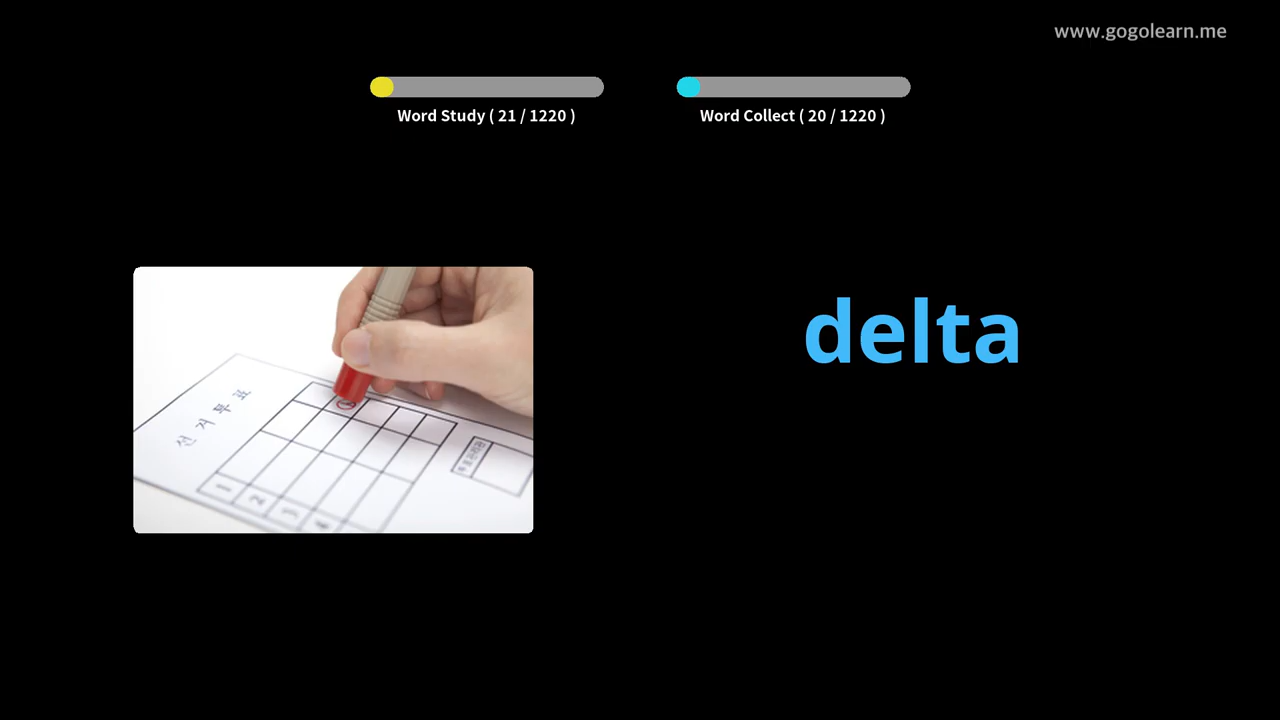 www.gogolearn.me
Word Study ( 21 / 1220 )
Word Collect ( 20 / 1220 )
delta
선거투표
1
2
3
4